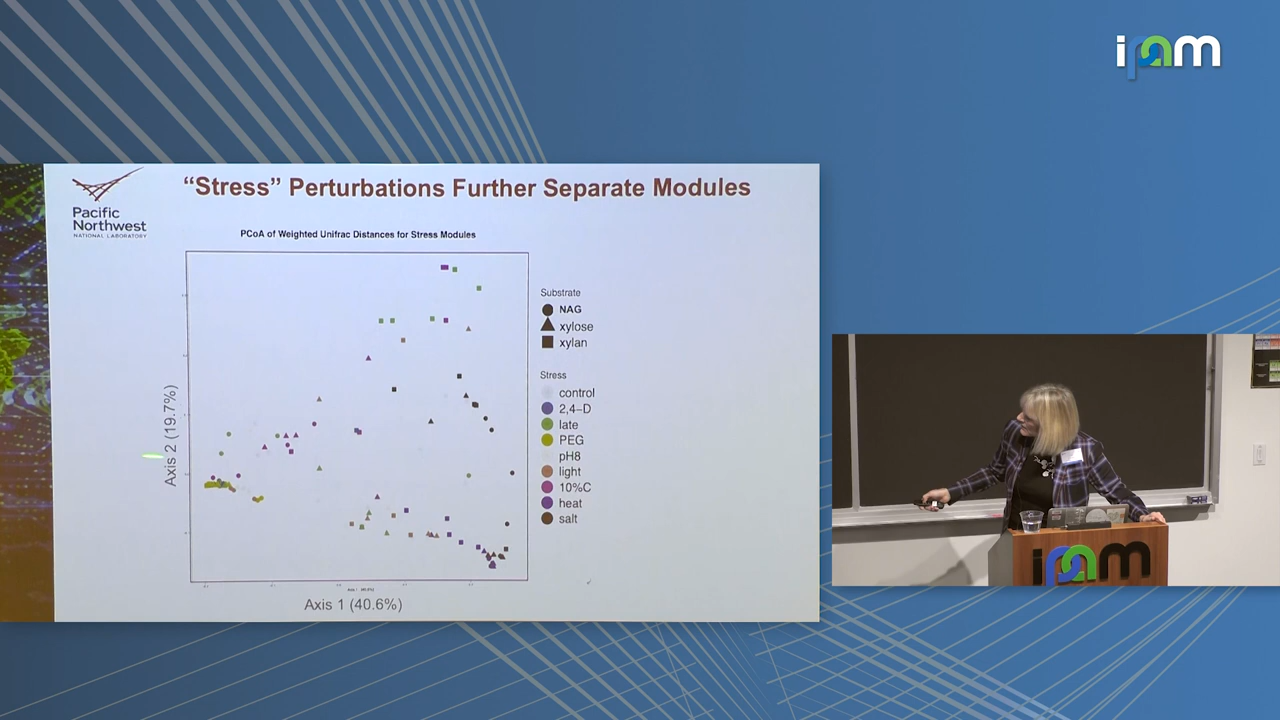 ipam
"Stress" Perturbations Further Separate Modules
Pacific
Northwest
NATIONAL LABORATORY
PCoA of Weighted Unifrac Distances for Stress Modules
Substrate
NAG
xylose
xylan
Stress
control
2,4-D
late
PEG
pH8
light
10%C
heat
salt
Axis 2 (19.7%)
Axis 1 (40.6%)
ipam